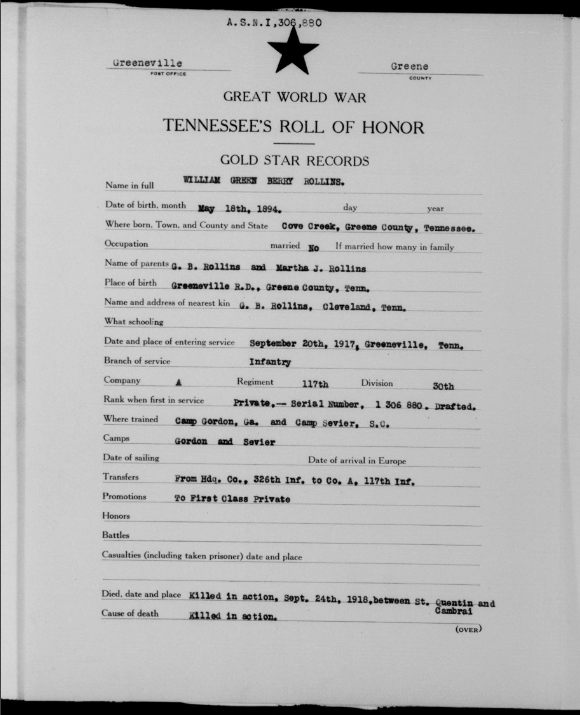 A.S.N.1,306,880
Greeneville Greene
POST OFFICE COUNTY
GREAT WORLD WAR
TENNESSEE'S ROLL OF HONOR
GOLD STAR RECORDS
Name in full WILLIAM GREEN BERRY ROLLINS.
Date of birth, month May 18th, 1894. day year
Where born, Town, and County and State Cove Creek, Greene County, Tennessee.
Occupation married No If married how many in family
Name of parents G. B. Rollins and Martha J. Rollins
Place of birth Greeneville R.D., Greene County, Tenn.
Name and address of nearest kin G. B. Rollins, Cleveland, Tenn.
What schooling
Date and place of entering service September 20th, 1917, Greeneville, Tenn.
Branch of service Infantry
Company A Regiment 117th Division 30th
Rank when first in service Private,-- Serial Number, 1 306 880. Drafted.
Where trained Camp Gordon, Ga. and Camp Sevier, S.C.
Camps Gordon and Sevier
Date of sailing Date of arrival in Europe
Transfers From Hdq. Co., 326th Inf. to Co. A, 117th Inf.
Promotions To First Class Private
Honors
Battles
Casualties (including taken prisoner) date and place
Died, date and place Killed in action, Sept. 24th, 1918, between St. Quentin and
Cambrai
Cause of death Killed in action.
(OVER)